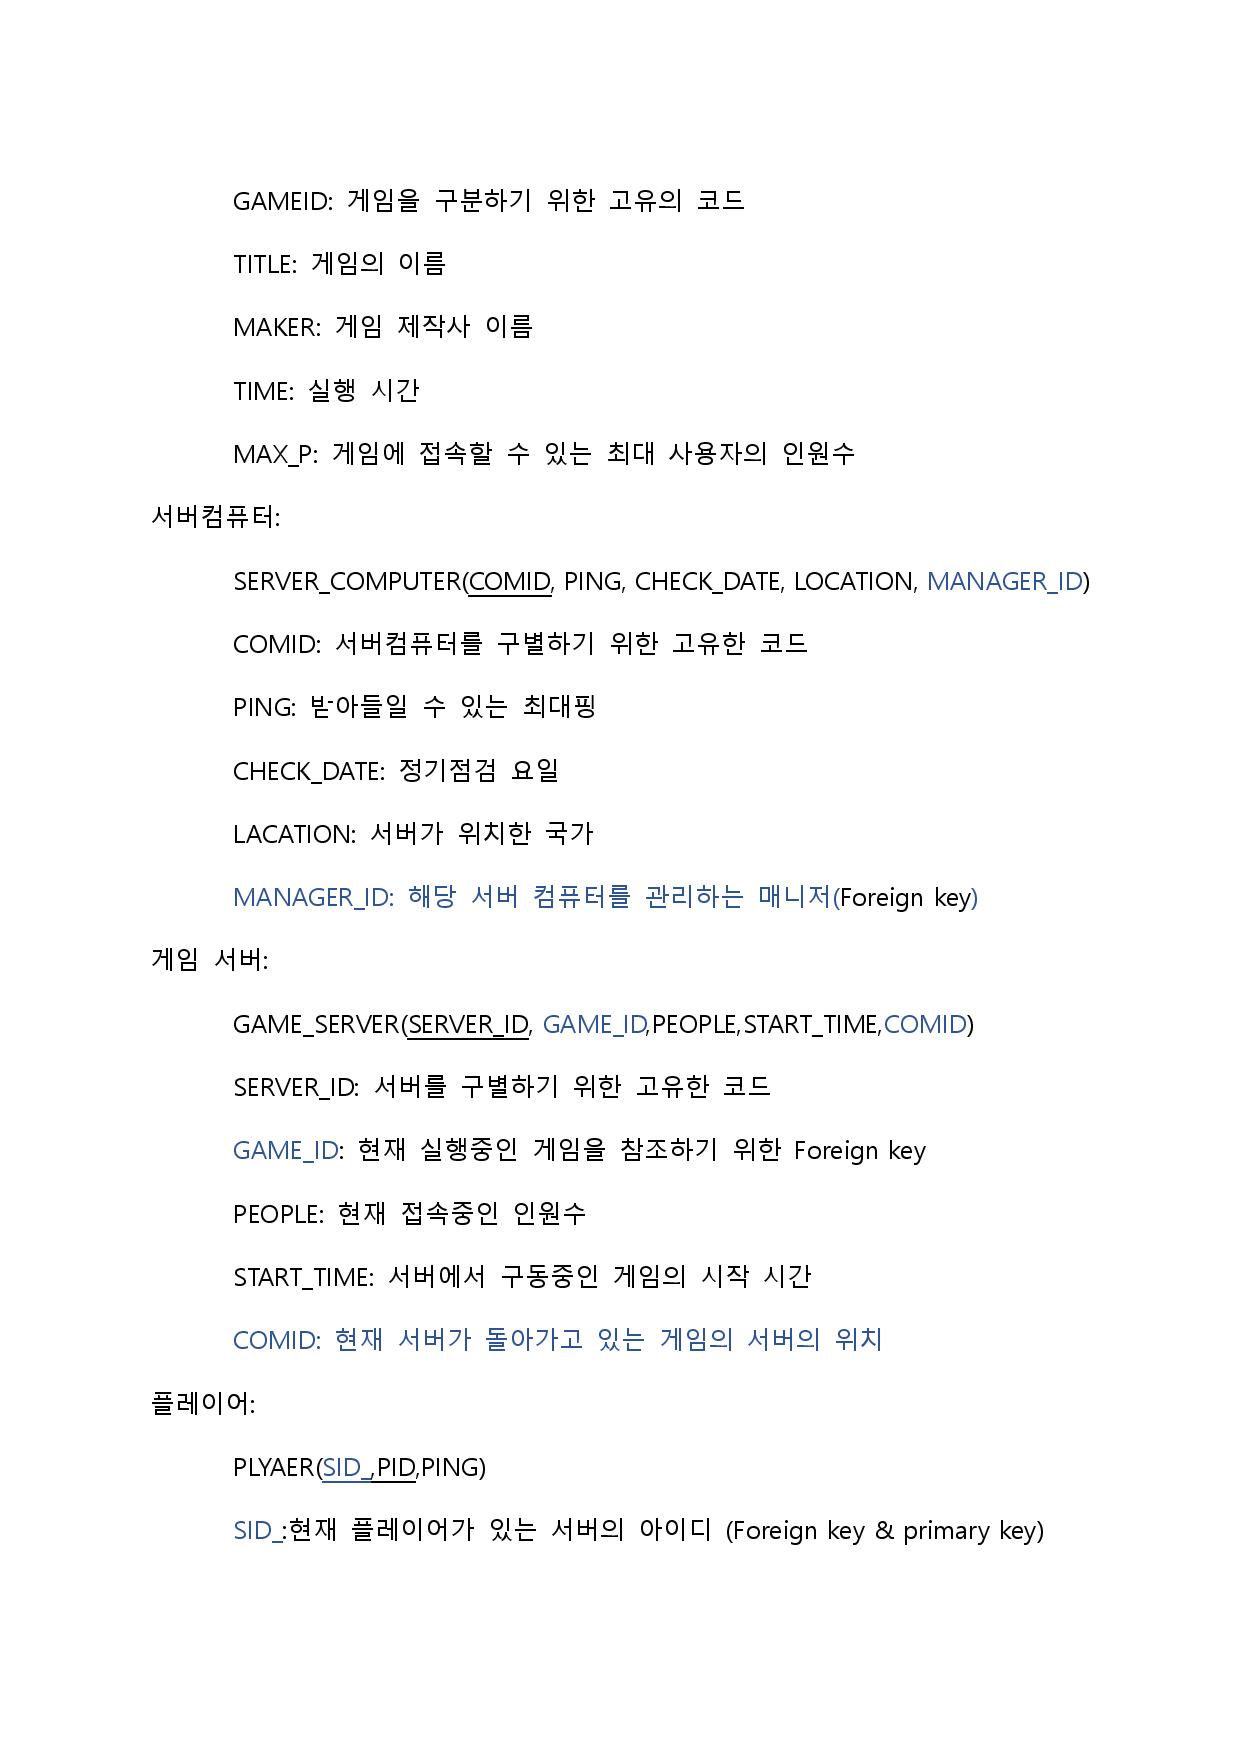 GAMEID: 게임을 구분하기 위한 고유의 코드
TITLE: 게임의 이름
MAKER: 게임 제작사 이름
TIME: 실행 시간
MAX_P: 게임에 접속할 수 있는 최대 사용자의 인원수
서버컴퓨터:
SERVER_COMPUTER(COMID, PING, CHECK_DATE, LOCATION, MANAGER_ID)
COMID: 서버컴퓨터를 구별하기 위한 고유한 코드
PING: 받아들일 수 있는 최대핑
CHECK_DATE: 정기점검 요일
LACATION: 서버가 위치한 국가
MANAGER_ID: 해당 서버 컴퓨터를 관리하는 매니저(Foreign key)
게임 서버:
GAME_SERVER(SERVER_ID, GAME_ID,PEOPLE,START_TIME,COMID)
SERVER_ID: 서버를 구별하기 위한 고유한 코드
GAME_ID: 현재 실행중인 게임을 참조하기 위한 Foreign key
PEOPLE: 현재 접속중인 인원수
START_TIME: 서버에서 구동중인 게임의 시작 시간
COMID: 현재 서버가 돌아가고 있는 게임의 서버의 위치
플레이어:
PLYAER(SID_,PID,PING)
SID_:현재 플레이어가 있는 서버의 아이디 (Foreign key & primary key)